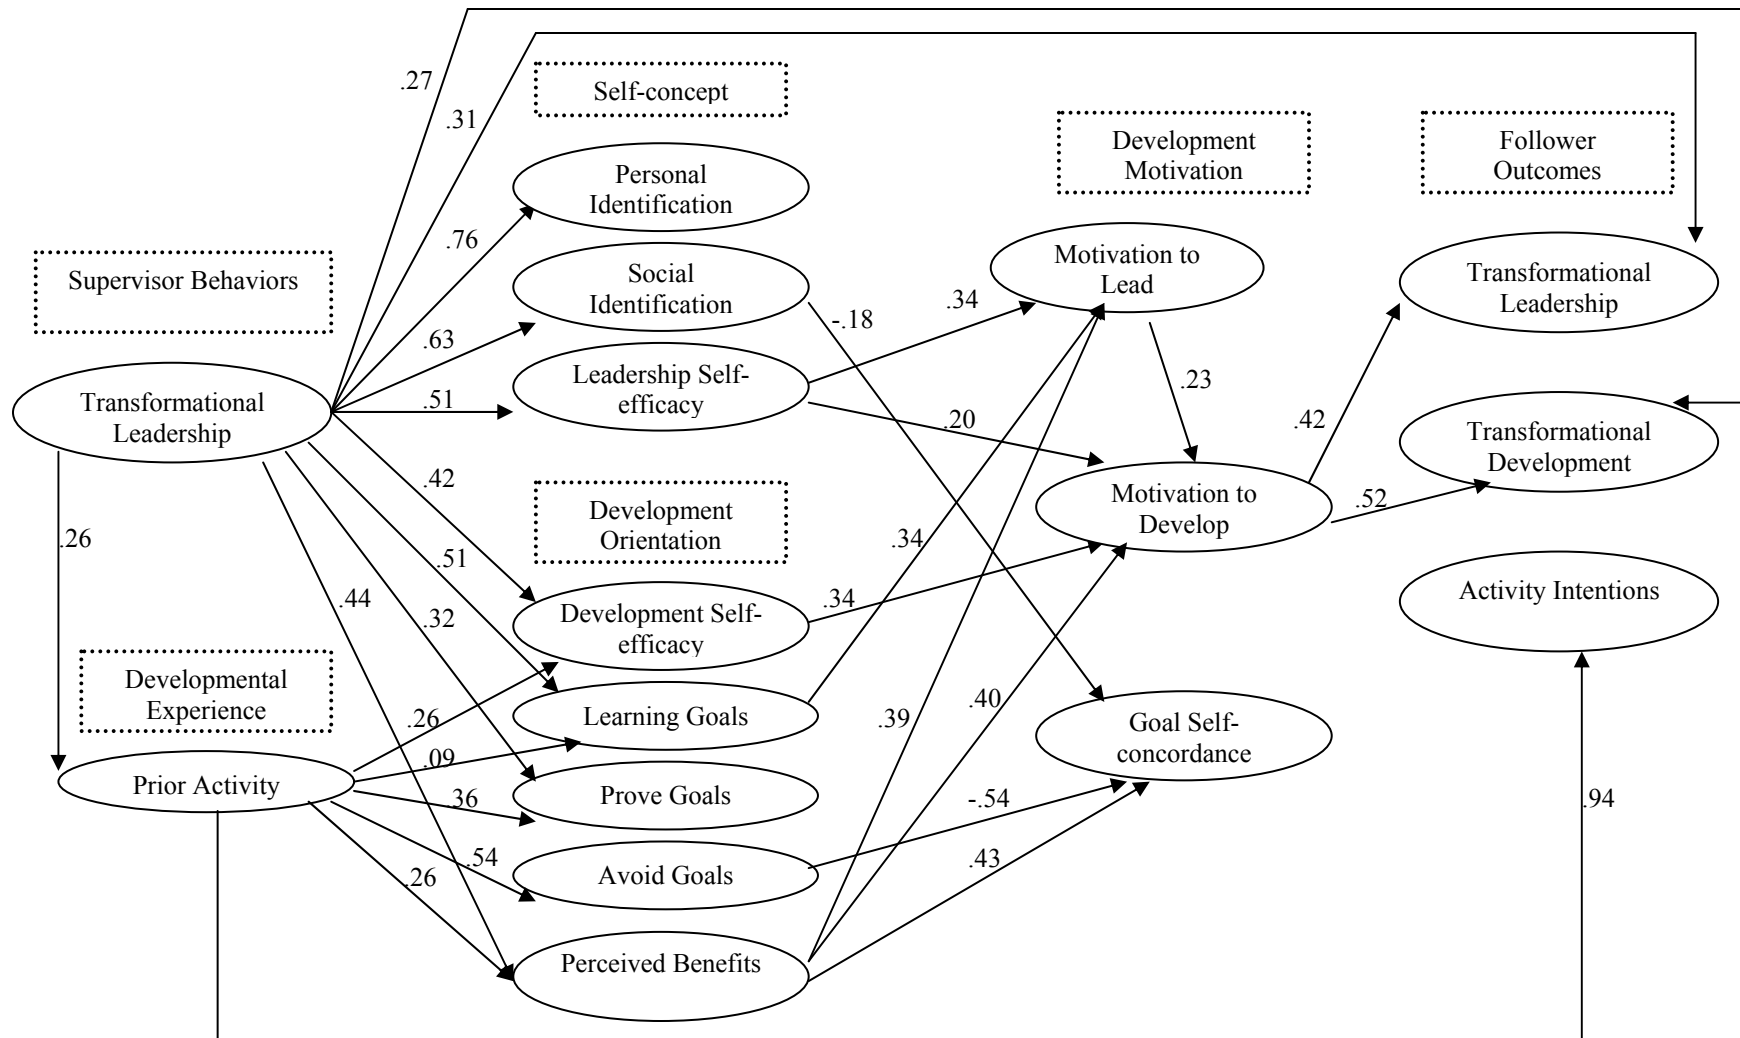 .27
.31
Self-concept
Development
Motivation
Follower
Outcomes
Personal
Identification
.76
Supervisor Behaviors
Social
Identification
-.18
.34
Motivation to
Lead
Transformational
Leadership
.63
Transformational
Leadership
.51
Leadership Self-
efficacy
.23
.20
.42
Transformational
Development
.42
Motivation to
Develop
.52
Development
Orientation
.26
.51
.34
.44
.32
Development Self-
efficacy
.34
Activity Intentions
Developmental
Experience
.26
Learning Goals
.39
.40
Goal Self-
concordance
.09
Prior Activity
.36
Prove Goals
-.54
.94
.54
.26
Avoid Goals
.43
Perceived Benefits